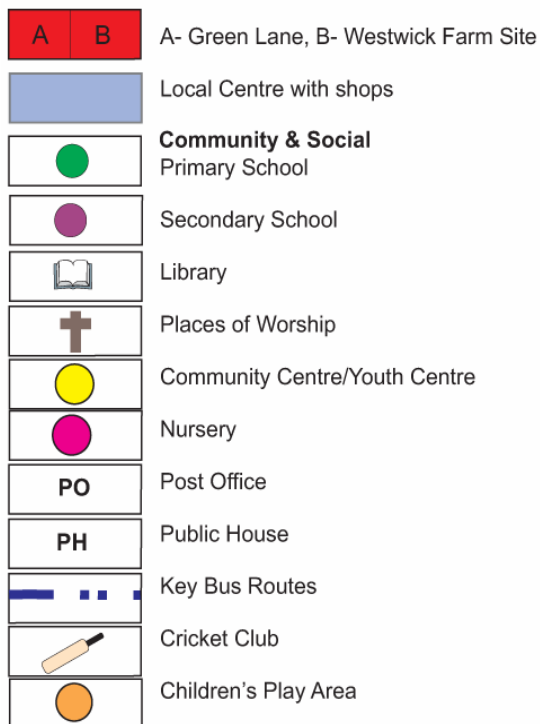 A B A- Green Lane, B- Westwick Farm Site
Local Centre with shops
Community & Social
Primary School
Secondary School
Library
Places of Worship
Community Centre/Youth Centre
Nursery
PO Post Office
PH Public House
Key Bus Routes
Cricket Club
Children's Play Area